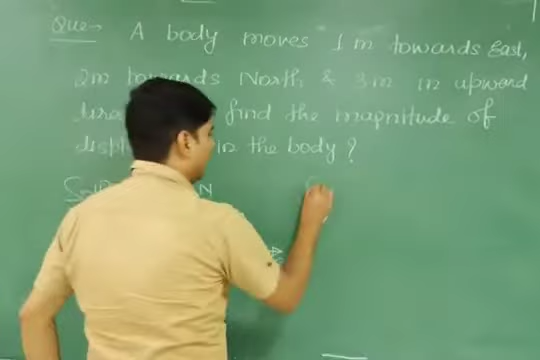 Que:- A body moves 1m towards East,
2m towards North & 3m in upward
find the magnitude of
in the body?
N